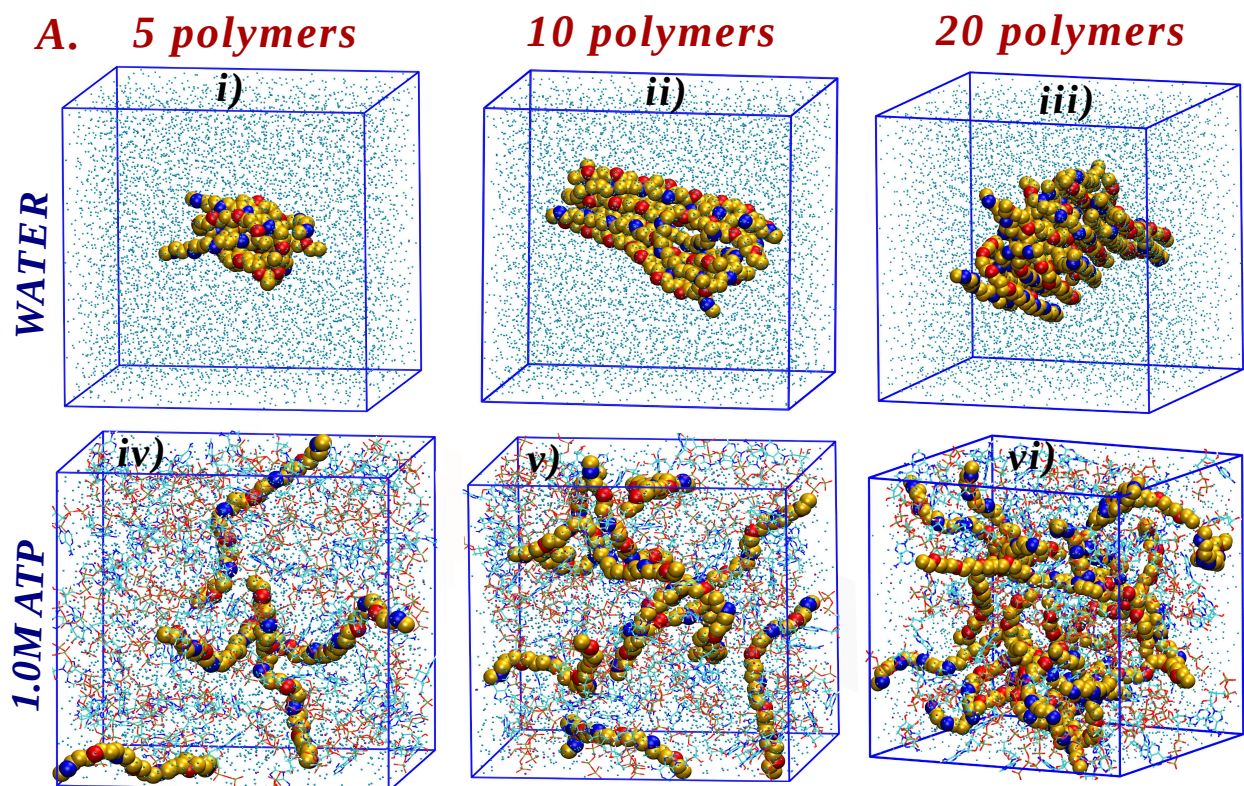 A. 5 polymers 10 polymers 20 polymers
i) ii) iii)
WATER
iv) v) vi)
1.0M ATP